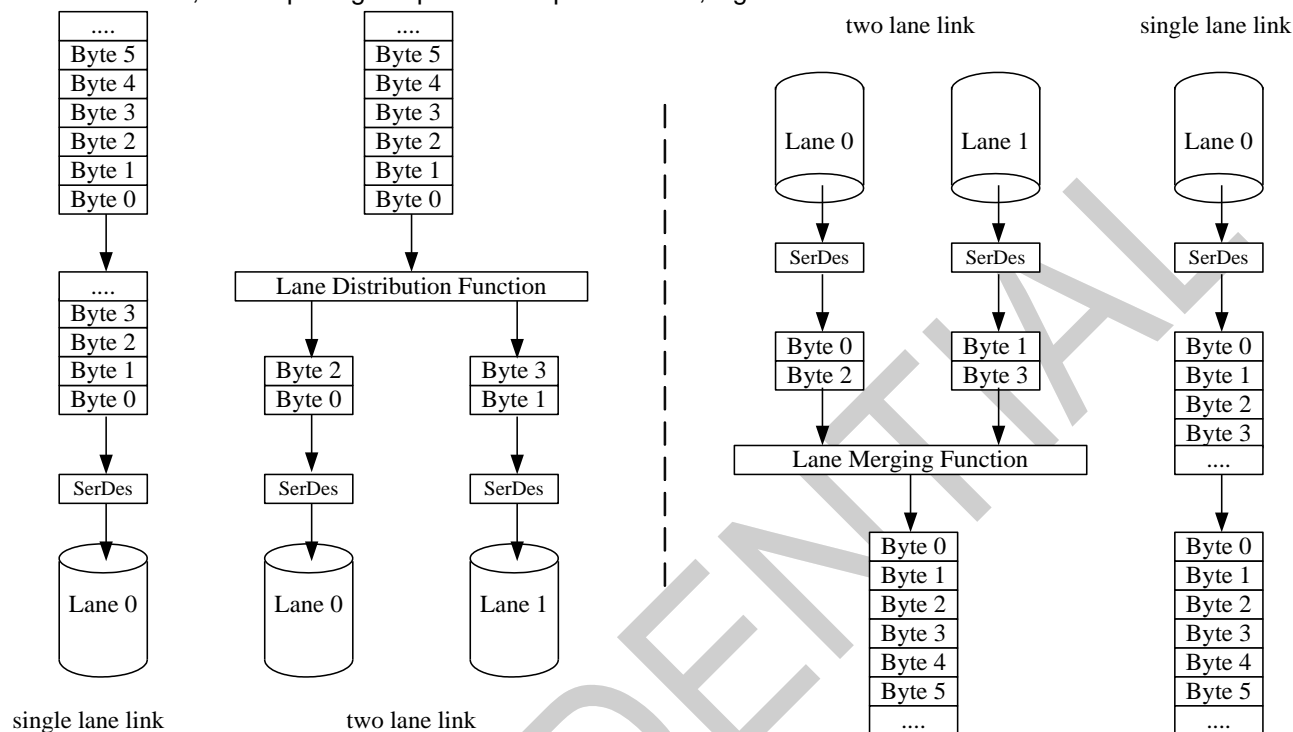 ....
Byte 5
Byte 4
Byte 3
Byte 2
Byte 1
Byte 0
....
Byte 3
Byte 2
Byte 1
Byte 0
SerDes
Lane 0
single lane link
....
Byte 5
Byte 4
Byte 3
Byte 2
Byte 1
Byte 0
Lane Distribution Function
Byte 2
Byte 0
Byte 3
Byte 1
SerDes
SerDes
Lane 0
Lane 1
two lane link
two lane link
Lane 0
Lane 1
SerDes
SerDes
Byte 0
Byte 2
Byte 1
Byte 3
Lane Merging Function
Byte 0
Byte 1
Byte 2
Byte 3
Byte 4
Byte 5
....
single lane link
Lane 0
SerDes
Byte 0
Byte 1
Byte 2
Byte 3
....
Byte 0
Byte 1
Byte 2
Byte 3
Byte 4
Byte 5
....
DENTIAL